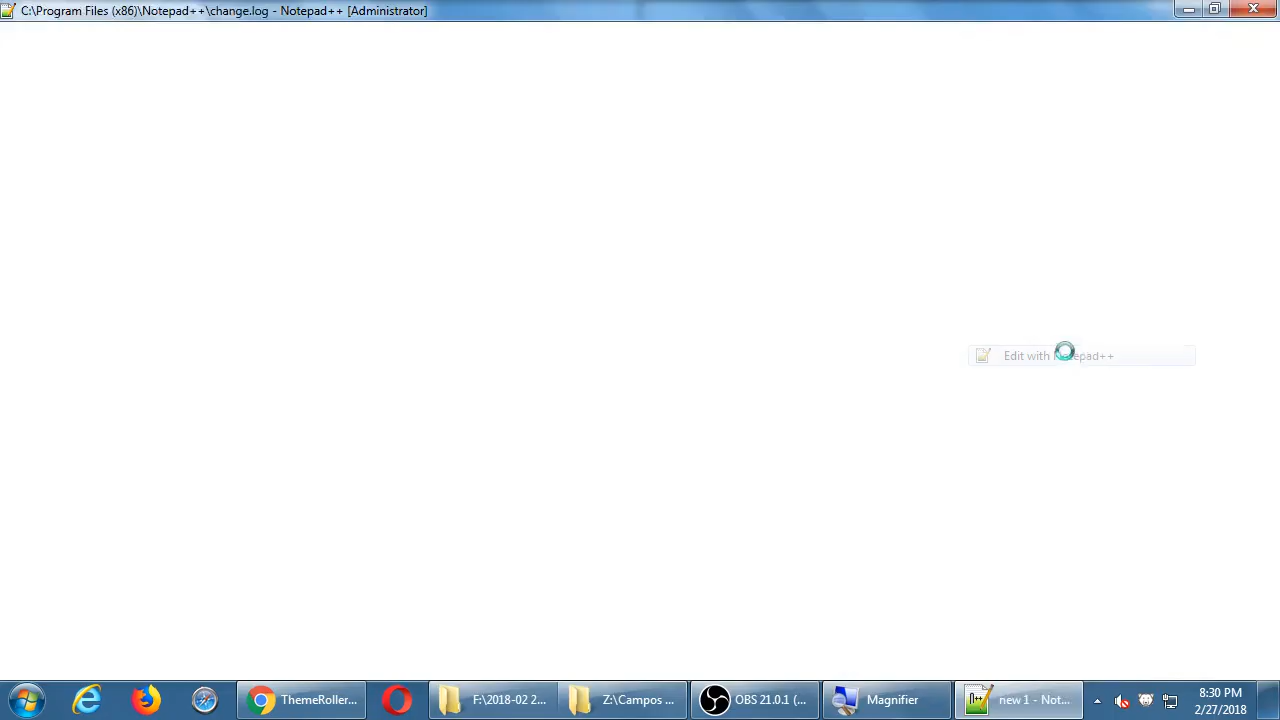 C:\Program Files (x86)\Notepad++\change.log - Notepad++ [Administrator]
Edit with Notepad++
ThemeRoller...
F:\2018-02 2...
Z:\Campos ...
OBS 21.0.1 (...
Magnifier
new 1 - Not...
8:30 PM
2/27/2018